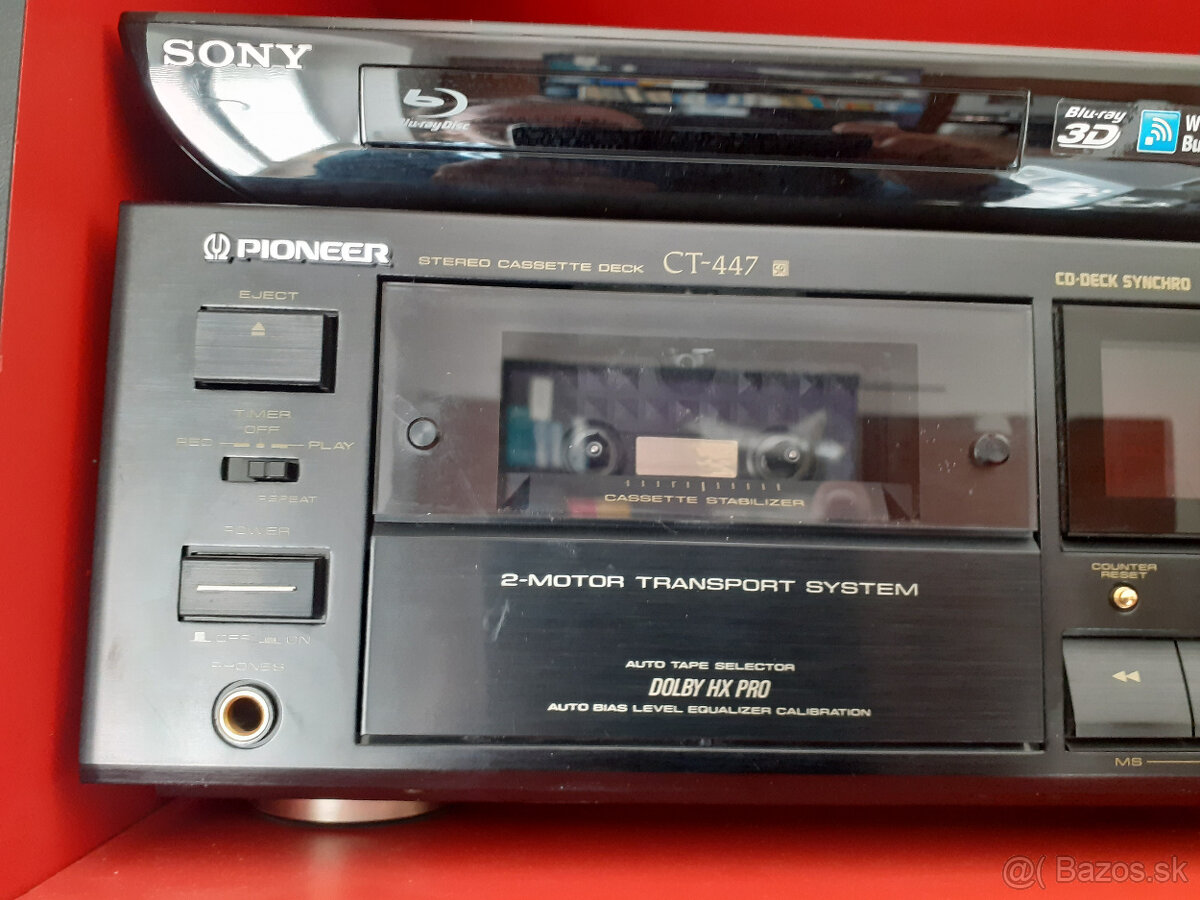 SONY
Blu-ray Disc
Blu-ray
3D
PIONEER
STEREO CASSETTE DECK CT-447
CD-DECK SYNCHRO
EJECT
TIMER
OFF
REC PLAY
REPEAT
CASSETTE STABILIZER
POWER
OFF ON
2-MOTOR TRANSPORT SYSTEM
COUNTER
RESET
PHONES
AUTO TAPE SELECTOR
DOLBY HX PRO
AUTO BIAS LEVEL EQUALIZER CALIBRATION
MS
@( Bazos.sk